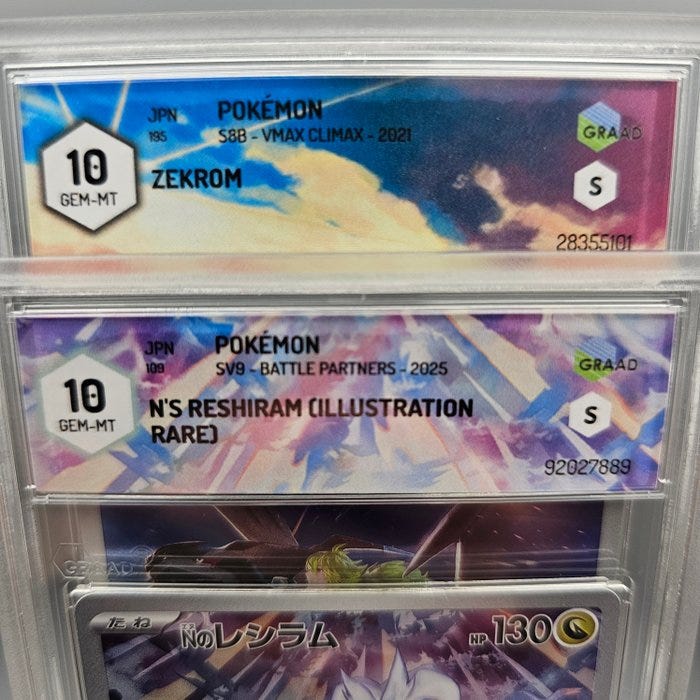 JPN POKÉMON
195 S8B - VMAX CLIMAX - 2021
GRAAD
10
GEM-MT
ZEKROM
S
28355101
JPN POKÉMON
109 SV9 - BATTLE PARTNERS - 2025
GRAAD
10
GEM-MT
N'S RESHIRAM (ILLUSTRATION
RARE)
S
92027889
GRAAD
たね
エヌ
Nのレシラム
HP 130